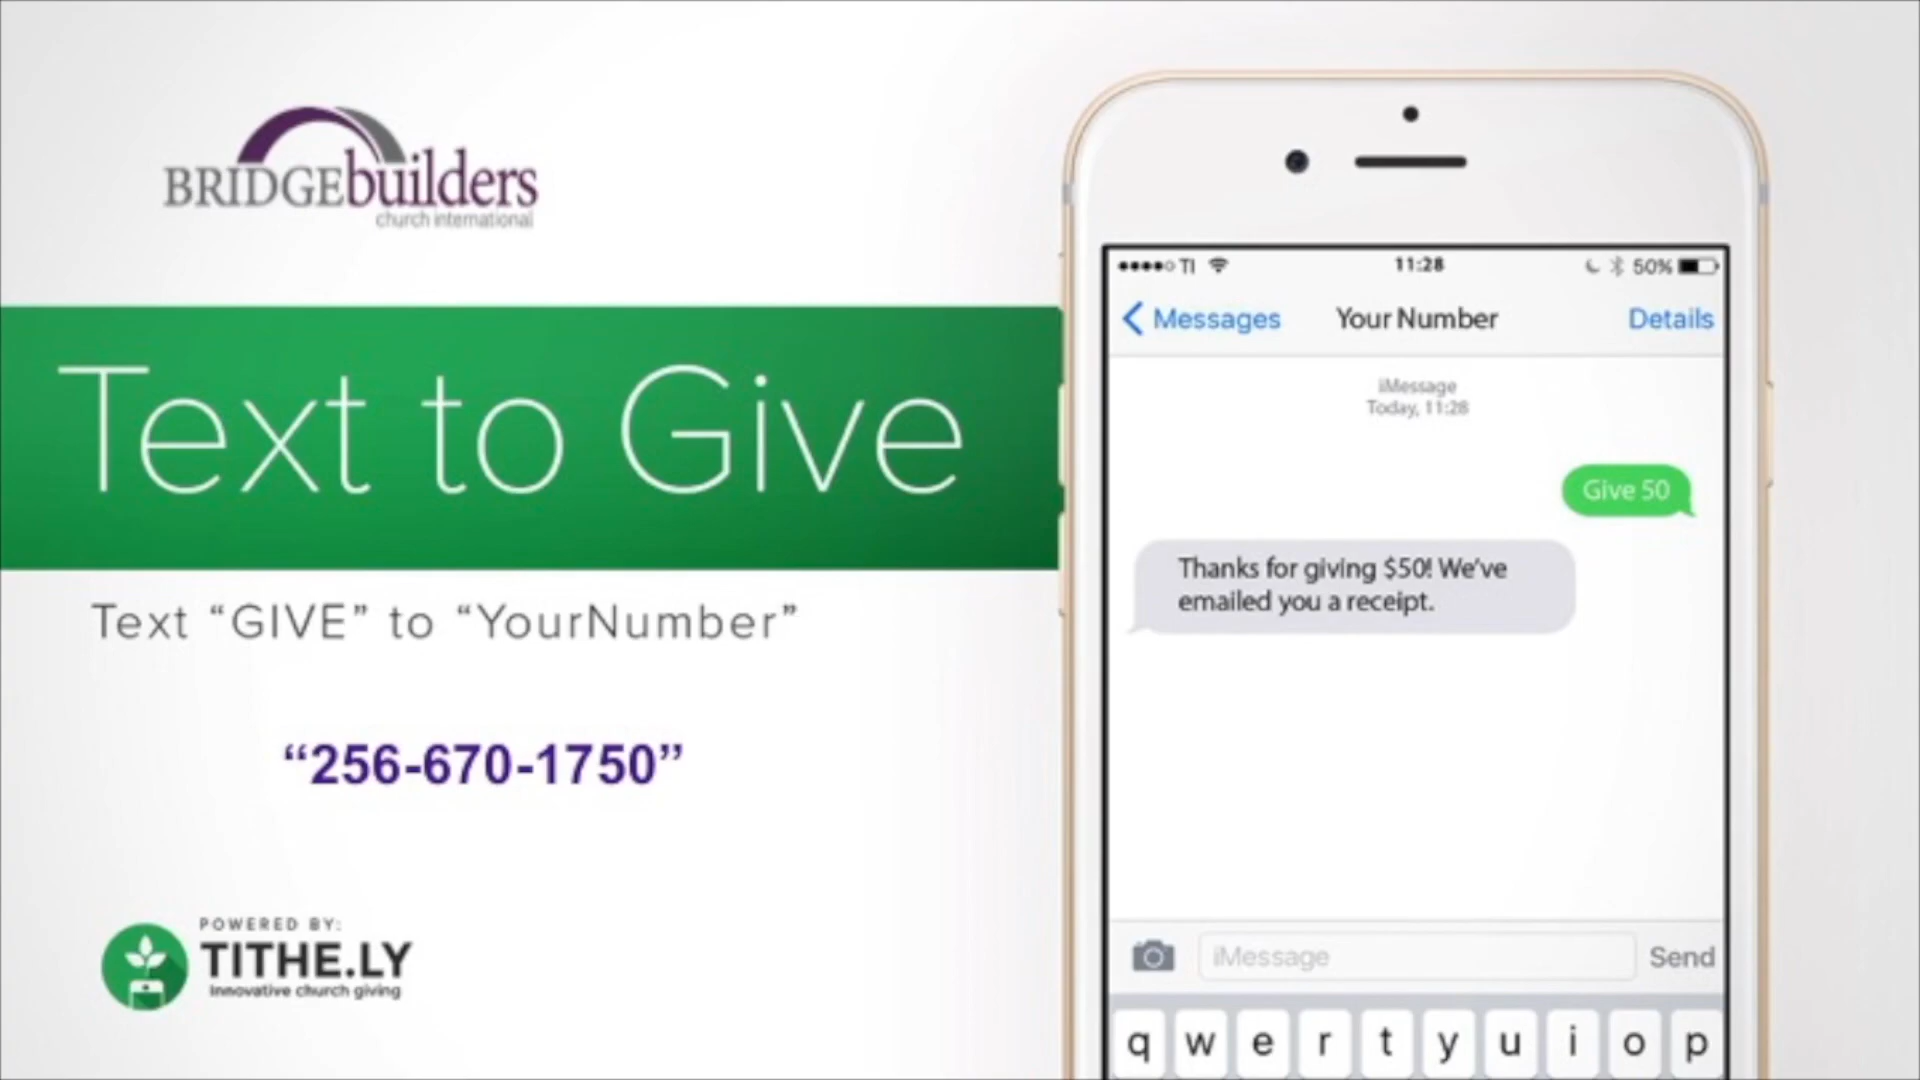 BRIDGEbuilders
church international
Text to Give
Text “GIVE” to “YourNumber”
“256-670-1750”
POWERED BY:
TITHE.LY
Innovative church giving
TI 11:28 50%
Messages Your Number Details
iMessage
Today, 11:28
Give 50
Thanks for giving $50! We’ve
emailed you a receipt.
iMessage Send
q w e r t y u i o p